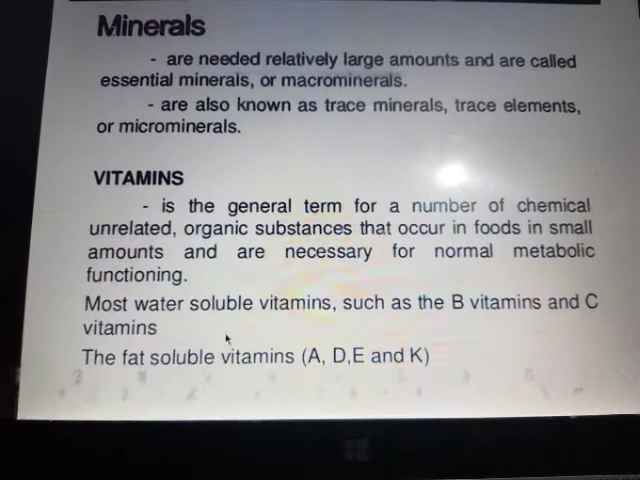 Minerals
- are needed relatively large amounts and are called
essential minerals, or macrominerals.
- are also known as trace minerals, trace elements,
or microminerals.
VITAMINS
- is the general term for a number of chemical
unrelated, organic substances that occur in foods in small
amounts and are necessary for normal metabolic
functioning.
Most water soluble vitamins, such as the B vitamins and C
vitamins
The fat soluble vitamins (A, D,E and K)